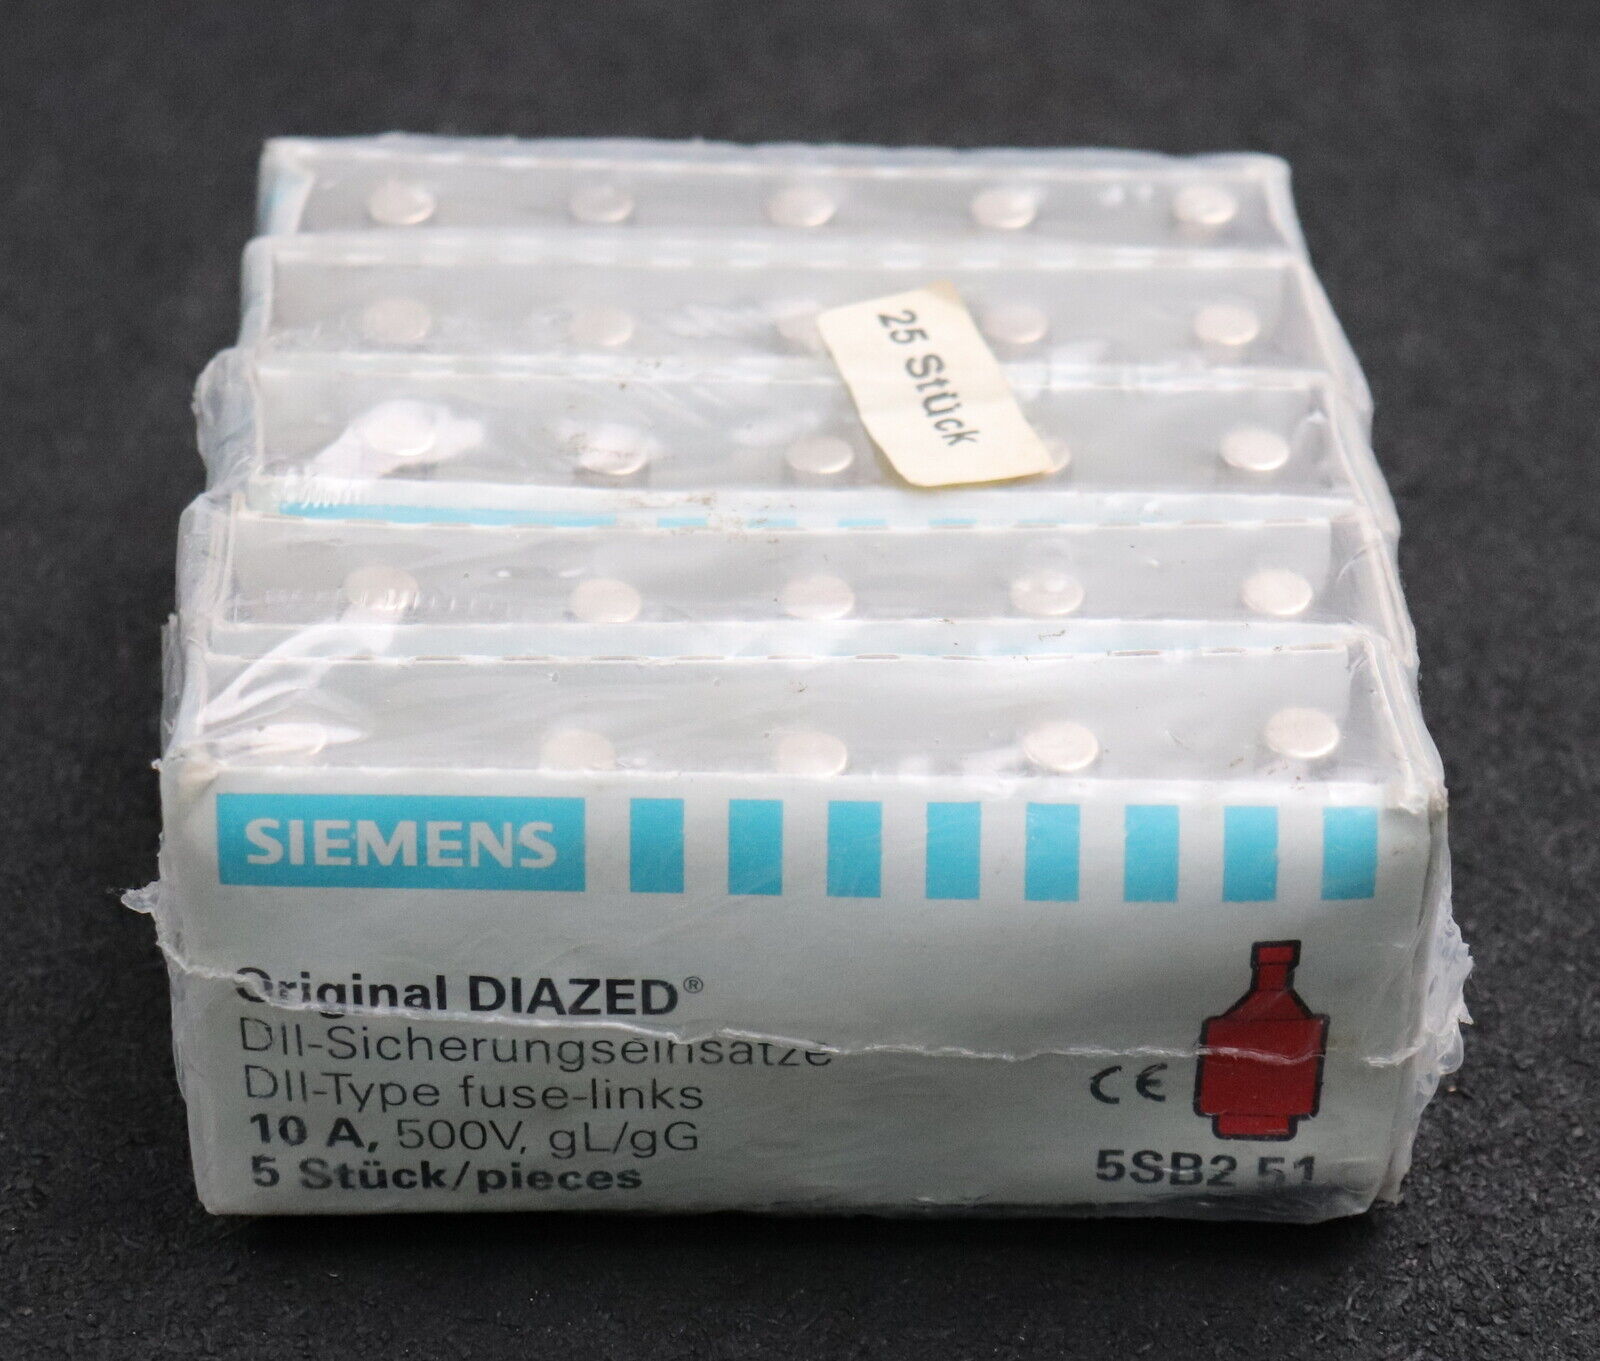 25 Stück
SIEMENS
Original DIAZED®
DII-Sicherungseinsätze
DII-Type fuse-links
10 A, 500V, gL/gG
5 Stück/pieces
CE
5SB2 51